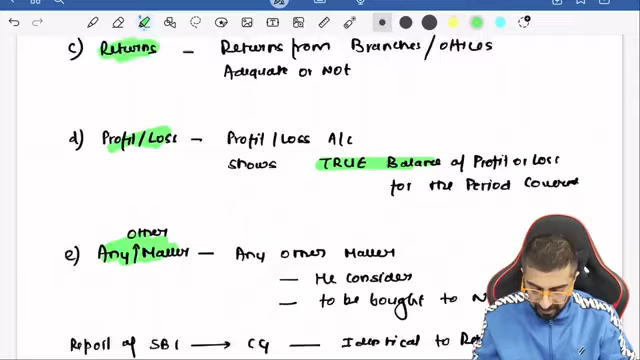 c) Returns – Returns from Branches/offices
Adequate or Not
d) Profit/Loss – Profit/Loss A/c
shows TRUE Balance of Profit or Loss
for the Period Covered
other
e) Any ↑ Matter – Any other Matter
– He consider
– to be bought to
Report of SBI → CG – Identical to